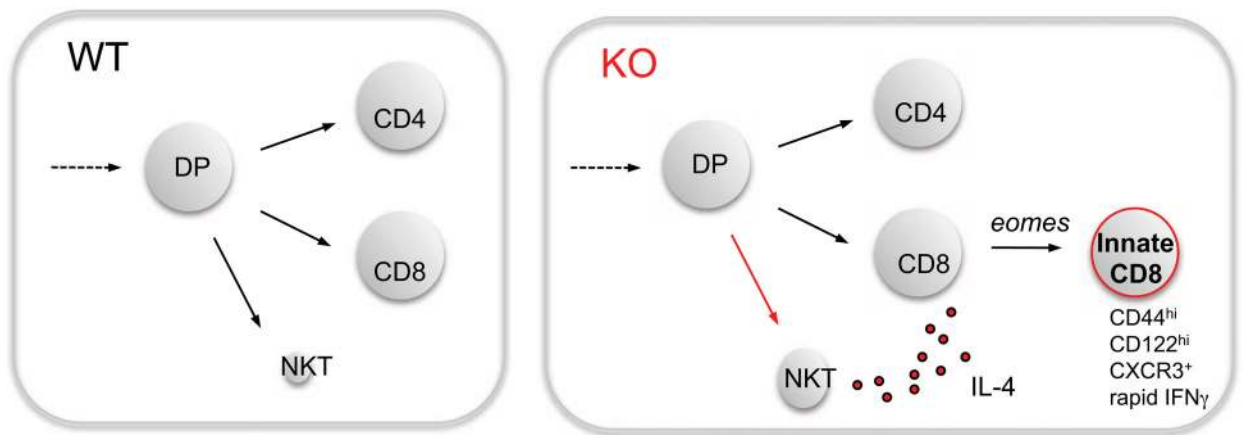 WT
CD4
DP
CD8
NKT
KO
CD4
DP
CD8
eomes
Innate
CD8
CD44ʰⁱ
CD122ʰⁱ
CXCR3⁺
rapid IFNγ
NKT
IL-4